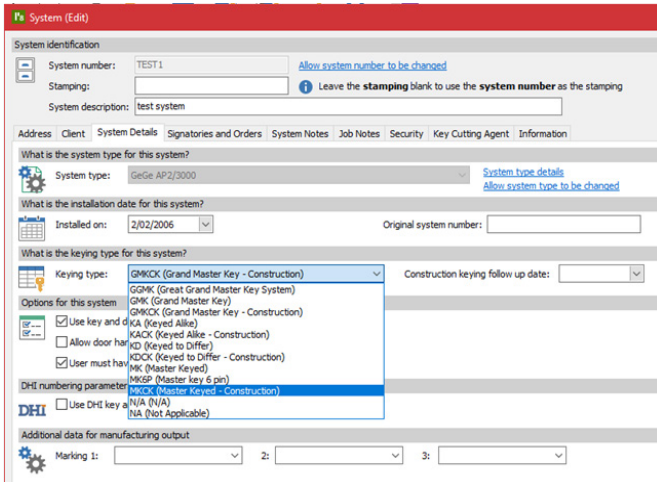 System (Edit)
System identification
System number: TEST1 Allow system number to be changed
Stamping: Leave the stamping blank to use the system number as the stamping
System description: test system
Address Client System Details Signatories and Orders System Notes Job Notes Security Key Cutting Agent Information
What is the system type for this system?
System type: GeGe AP2/3000 System type details
Allow system type to be changed
What is the installation date for this system?
Installed on: 2/02/2006 Original system number:
What is the keying type for this system?
Keying type: GMKCK (Grand Master Key - Construction) Construction keying follow up date:
GGMK (Great Grand Master Key System)
GMK (Grand Master Key)
Options for this system
GMKCK (Grand Master Key - Construction)
Use key and d
KA (Keyed Alike)
KACK (Keyed Alike - Construction)
Allow door har
KD (Keyed to Differ)
KDCK (Keyed to Differ - Construction)
User must hav
MK (Master Keyed)
MK6P (Master key 6 pin)
DHI numbering parameter
MKCK (Master Keyed - Construction)
DHI Use DHI key a
N/A (N/A)
NA (Not Applicable)
Additional data for manufacturing output
Marking 1: 2: 3: